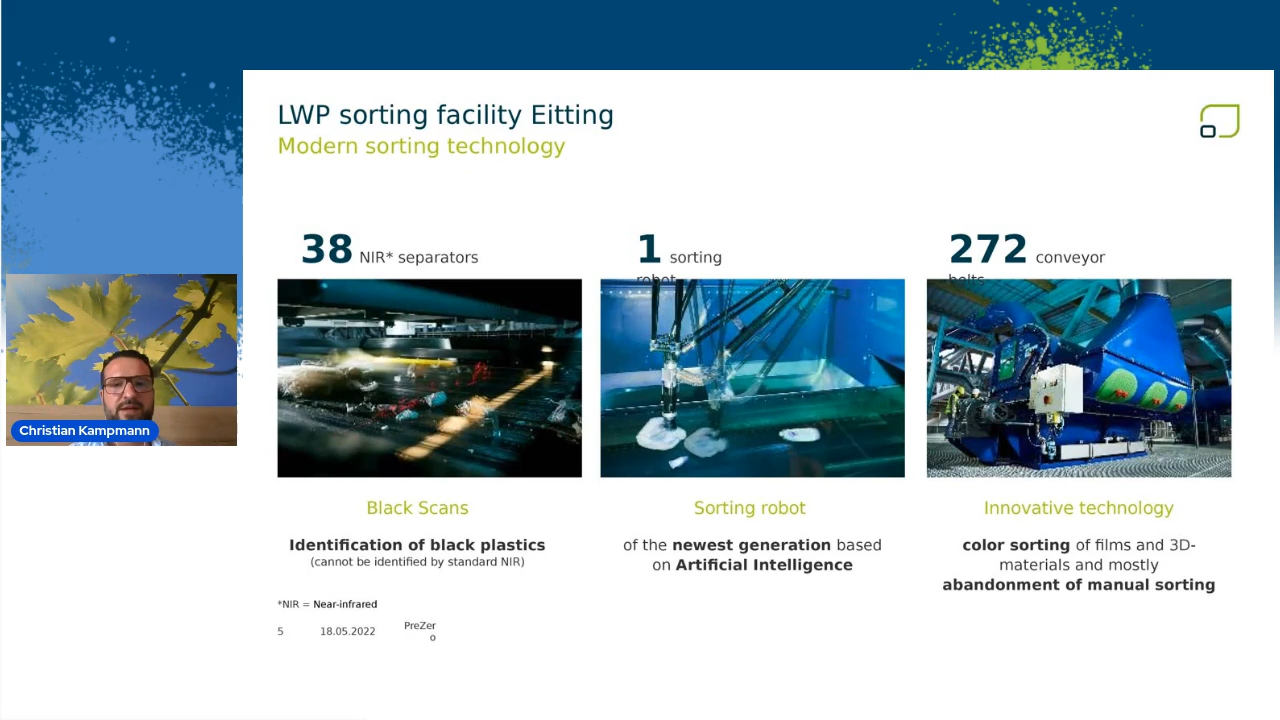 LWP sorting facility Eitting
Modern sorting technology
38 NIR* separators
1 sorting
robot
272 conveyor
belts
Christian Kampmann
Black Scans
Identification of black plastics
(cannot be identified by standard NIR)
Sorting robot
of the newest generation based
on Artificial Intelligence
Innovative technology
color sorting of films and 3D-
materials and mostly
abandonment of manual sorting
*NIR = Near-infrared
5
18.05.2022
PreZer
o